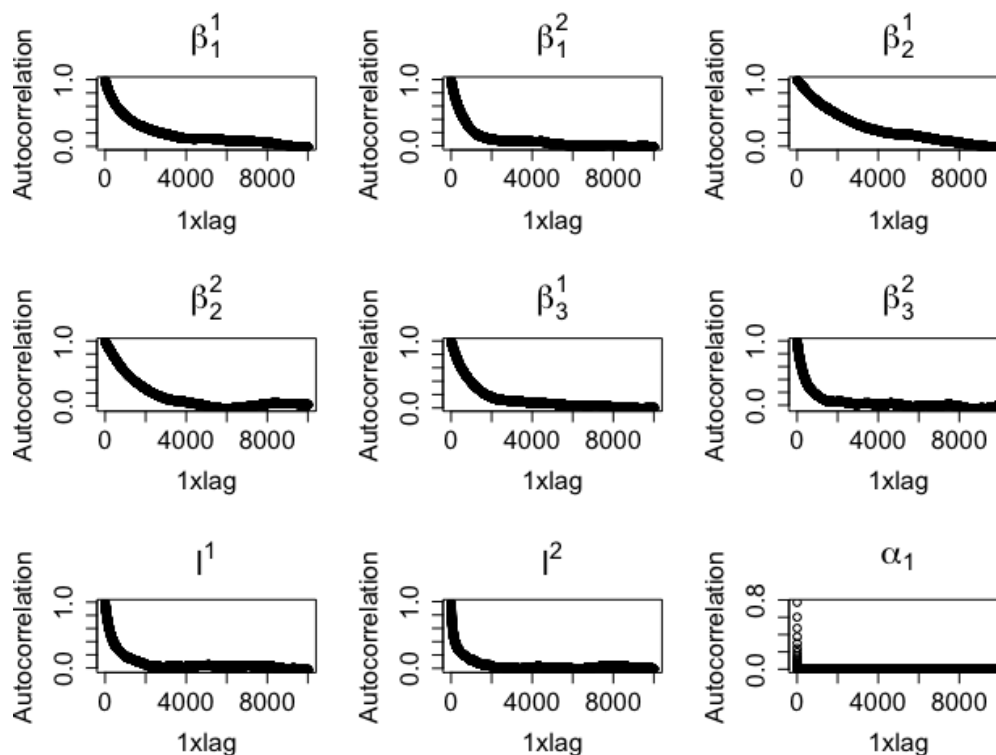 β₁¹ β₁² β₂¹
Autocorrelation 0.0 1.0 Autocorrelation 0.0 1.0 Autocorrelation 0.0 1.0
0 4000 8000 0 4000 8000 0 4000 8000
1xlag 1xlag 1xlag
β₂² β₃¹ β₃²
Autocorrelation 0.0 1.0 Autocorrelation 0.0 1.0 Autocorrelation 0.0 1.0
0 4000 8000 0 4000 8000 0 4000 8000
1xlag 1xlag 1xlag
l¹ l² α₁
Autocorrelation 0.0 1.0 Autocorrelation 0.0 1.0 Autocorrelation 0.0 0.8
0 4000 8000 0 4000 8000 0 4000 8000
1xlag 1xlag 1xlag